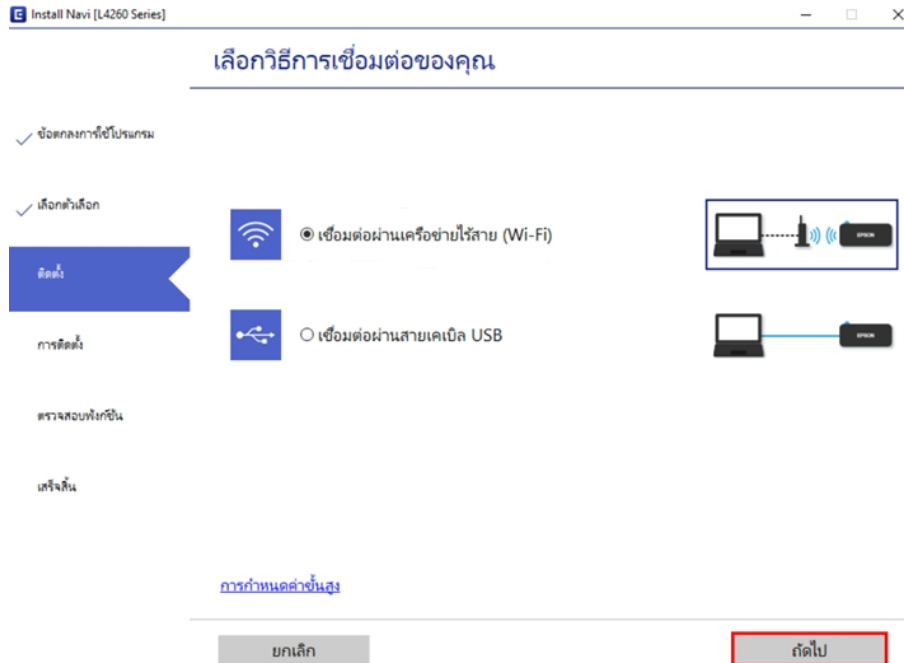 Install Navi [L4260 Series]
เลือกวิธีการเชื่อมต่อของคุณ
ข้อตกลงการใช้โปรแกรม
เลือกตัวเลือก
เชื่อมต่อผ่านเครือข่ายไร้สาย (Wi-Fi)
EPSON
ติดตั้ง
เชื่อมต่อผ่านสายเคเบิล USB
EPSON
การติดตั้ง
ตรวจสอบฟังก์ชัน
เสร็จสิ้น
การกำหนดค่าขั้นสูง
ยกเลิก
ถัดไป